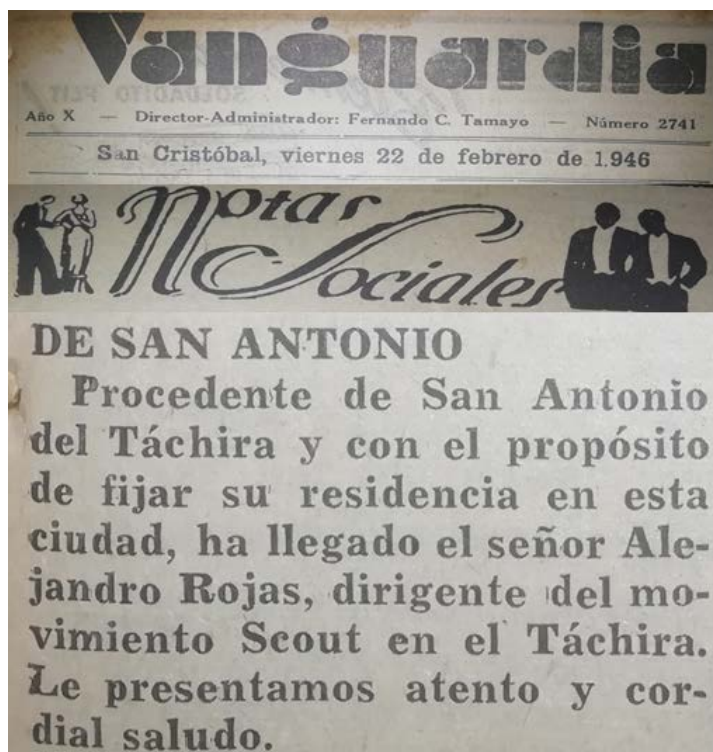 Vanguardia
Año X — Director-Administrador: Fernando C. Tamayo — Número 2741
San Cristóbal, viernes 22 de febrero de 1.946
Notas Sociales
DE SAN ANTONIO
Procedente de San Antonio
del Táchira y con el propósito
de fijar su residencia en esta
ciudad, ha llegado el señor Ale-
jandro Rojas, dirigente del mo-
vimiento Scout en el Táchira.
Le presentamos atento y cor-
dial saludo.